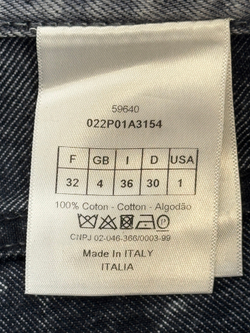 59640
022P01A3154
F GB I D USA
32 4 36 30 1
100% Coton - Cotton - Algodão
CNPJ 02-046-366/0003-99
Made In ITALY
ITALIA